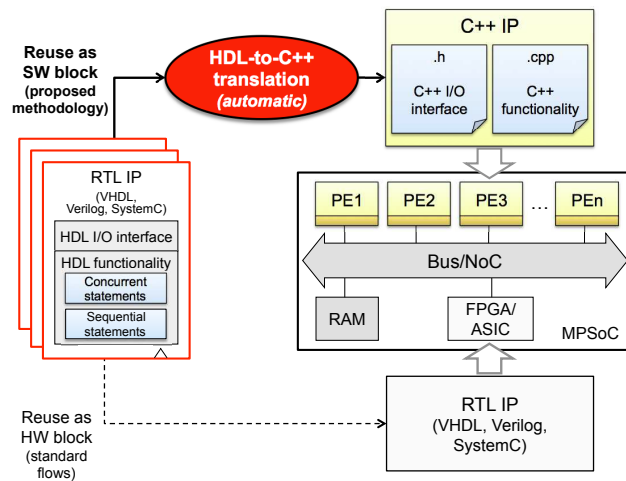 Reuse as
SW block
(proposed
methodology)
HDL-to-C++
translation
(automatic)
C++ IP
.h
C++ I/O
interface
.cpp
C++
functionality
RTL IP
(VHDL,
Verilog, SystemC)
HDL I/O interface
HDL functionality
Concurrent
statements
Sequential
statements
PE1
PE2
PE3
...
PEn
Bus/NoC
RAM
FPGA/
ASIC
MPSoC
Reuse as
HW block
(standard
flows)
RTL IP
(VHDL, Verilog,
SystemC)